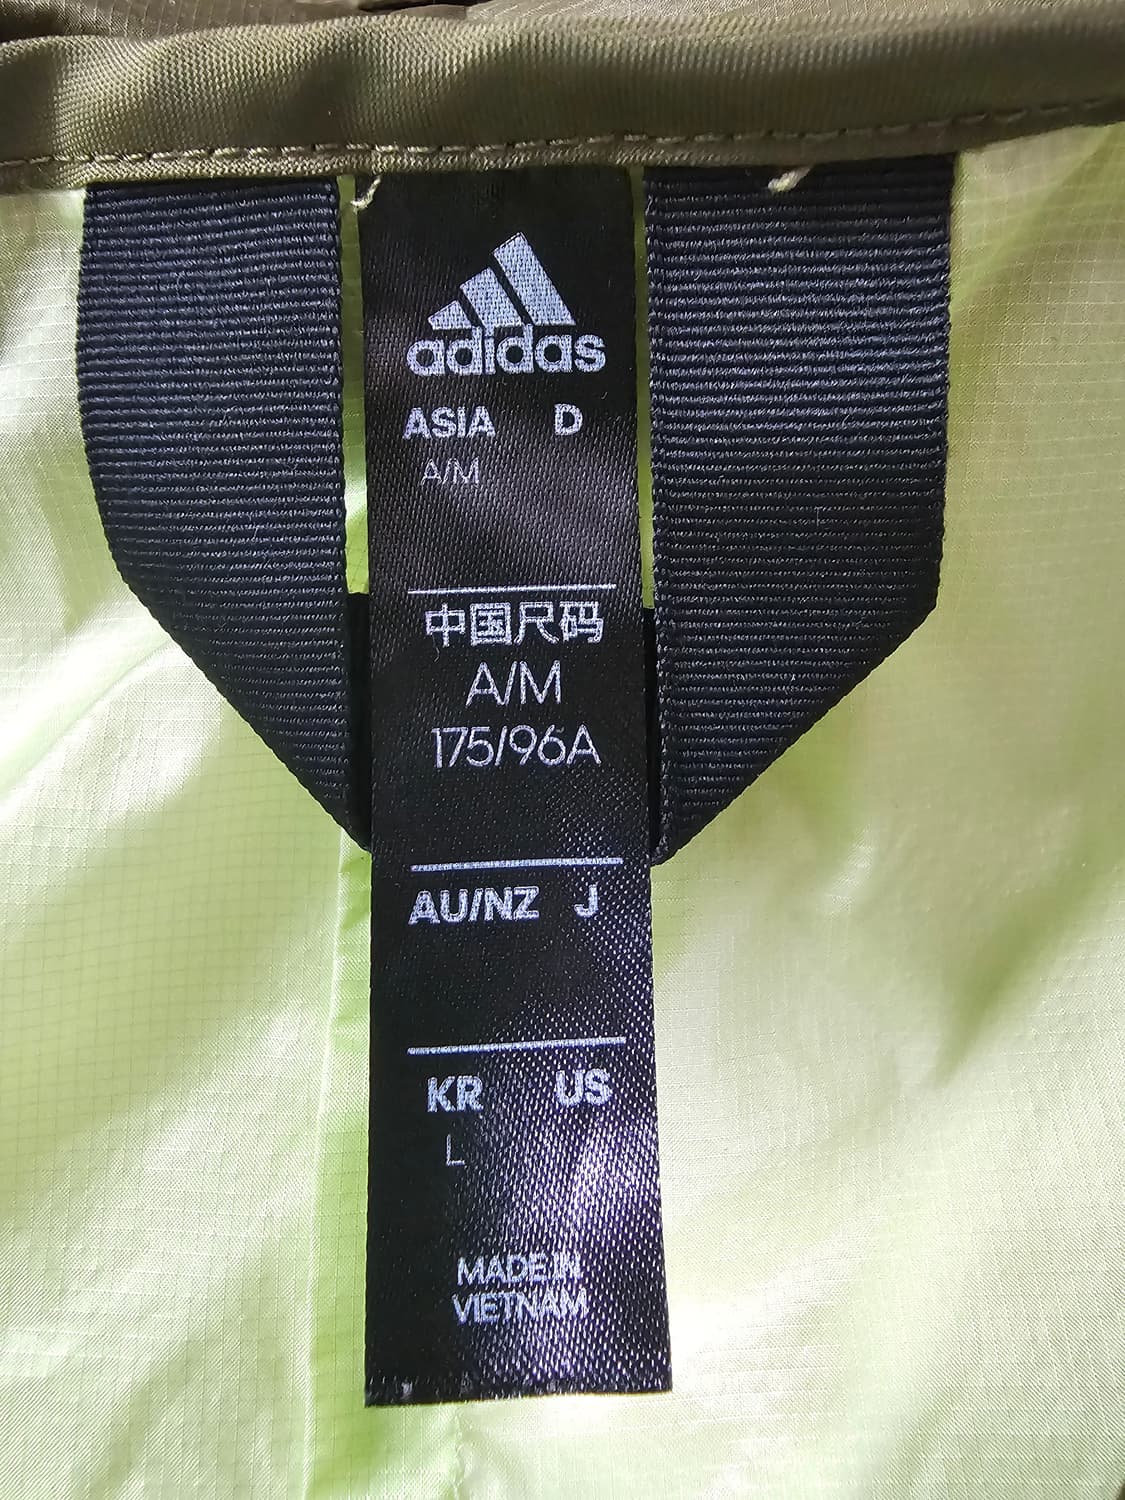 adidas
ASIA D
A/M
中国尺码
A/M
175/96A
AU/NZ J
KR US
L
MADE IN
VIETNAM